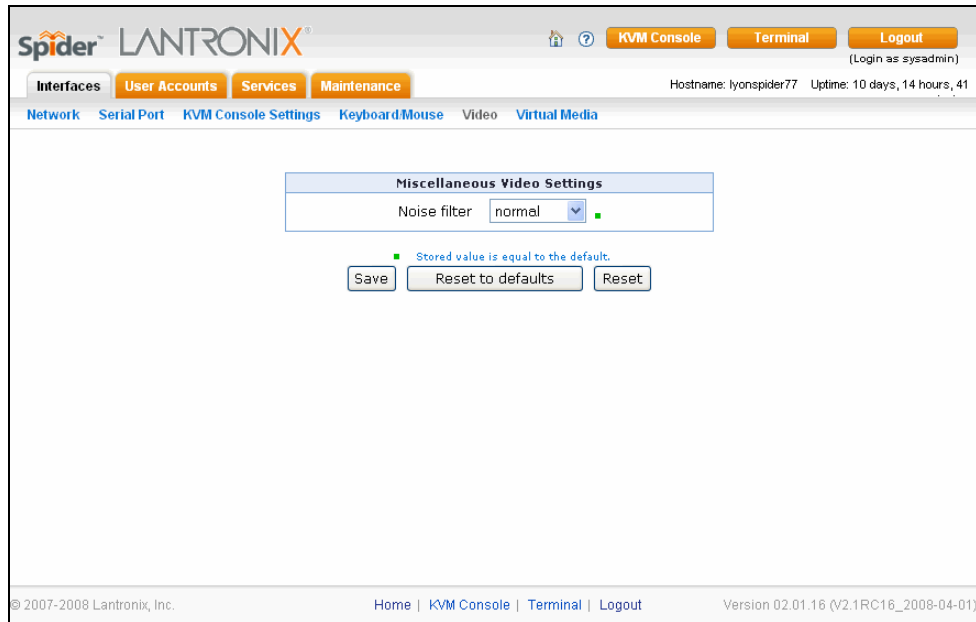 Spider™ LANTRONIX®
KVM Console Terminal Logout
(Login as sysadmin)
Interfaces User Accounts Services Maintenance
Hostname: lyonspider77 Uptime: 10 days, 14 hours, 41
Network Serial Port KVM Console Settings Keyboard/Mouse Video Virtual Media
Miscellaneous Video Settings
Noise filter normal
Stored value is equal to the default.
Save Reset to defaults Reset
© 2007-2008 Lantronix, Inc.
Home | KVM Console | Terminal | Logout
Version 02.01.16 (V2.1RC16_2008-04-01)